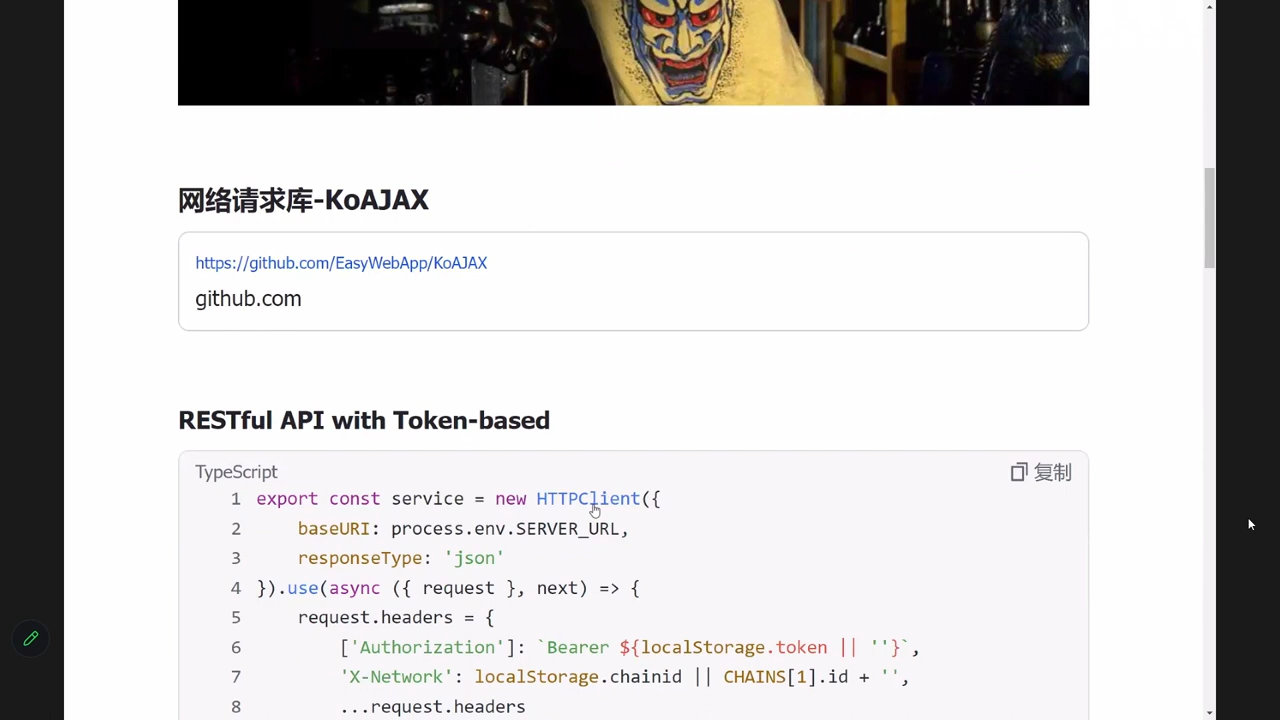 网络请求库-KoAJAX
https://github.com/EasyWebApp/KoAJAX
github.com
RESTful API with Token-based
TypeScript
复制
1 export const service = new HTTPClient({
2 baseURI: process.env.SERVER_URL,
3 responseType: 'json'
4 }).use(async ({ request }, next) => {
5 request.headers = {
6 ['Authorization']: `Bearer ${localStorage.token || ''}`,
7 'X-Network': localStorage.chainid || CHAINS[1].id + '',
8 ...request.headers